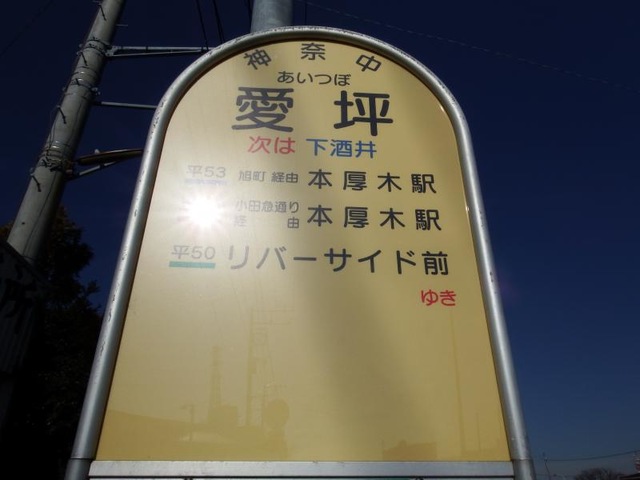 神奈中
あいつぼ
愛坪
次は 下酒井
平53 旭町 経由 本厚木駅
小田急通り経由 本厚木駅
平50 リバーサイド前
ゆき